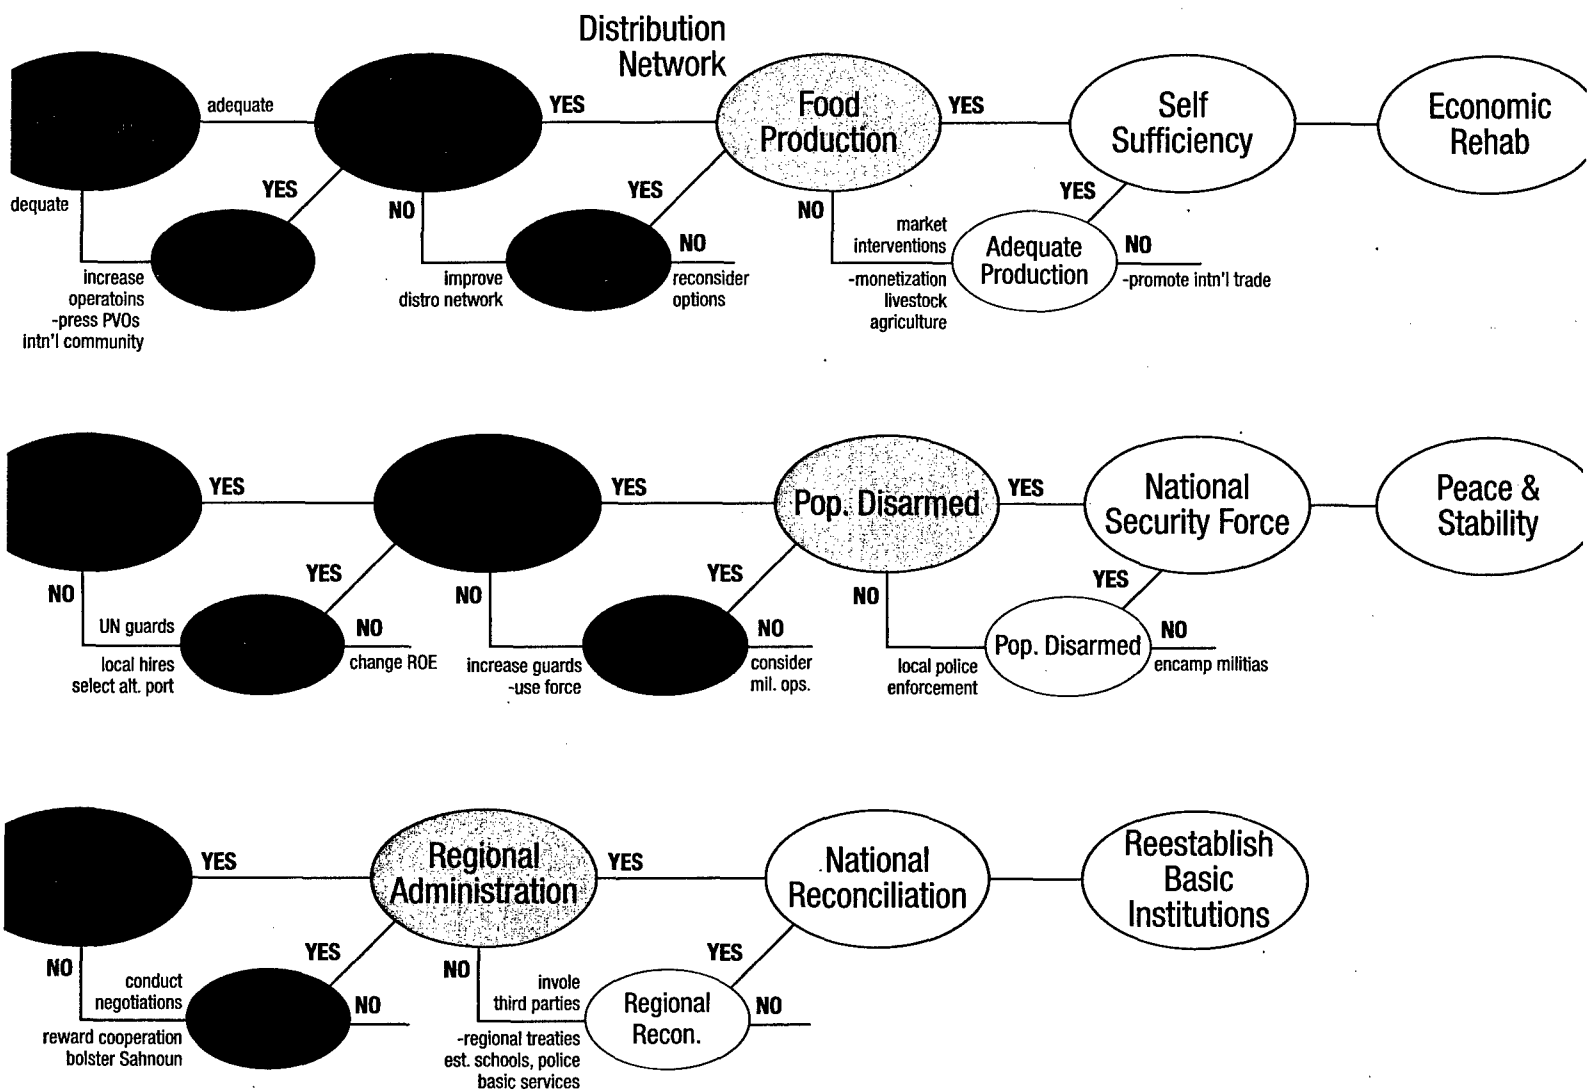 Distribution
Network
adequate
YES
Food
Production
YES
Self
Sufficiency
Economic
Rehab
dequate
YES
NO
YES
NO
YES
increase
operatoins
-press PVOs
intn'l community
improve
distro network
NO
reconsider
options
market
interventions
-monetization
livestock
agriculture
Adequate
Production
NO
-promote intn'l trade
YES
YES
Pop. Disarmed
YES
National
Security Force
Peace &
Stability
NO
YES
NO
YES
NO
YES
UN guards
local hires
select alt. port
NO
change ROE
increase guards
-use force
NO
consider
mil. ops.
local police
enforcement
Pop. Disarmed
NO
encamp militias
YES
Regional
Administration
YES
National
Reconciliation
Reestablish
Basic
Institutions
NO
YES
NO
YES
conduct
negotiations
reward cooperation
bolster Sahnoun
NO
invole
third parties
-regional treaties
est. schools, police
basic services
Regional
Recon.
NO